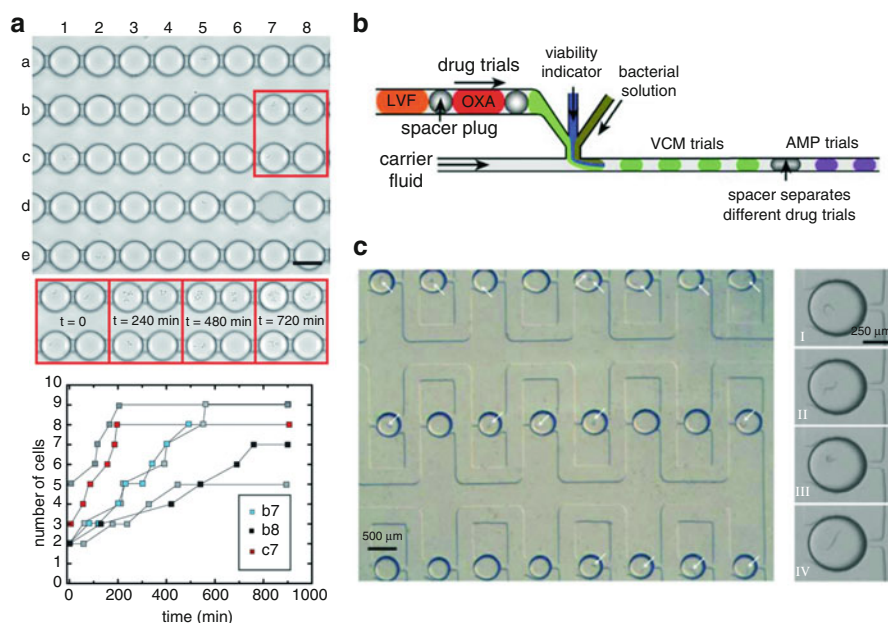 a
1 2 3 4 5 6 7 8
a
b
c
d
e
t = 0 t = 240 min t = 480 min t = 720 min
10
9
8
7
6
5
4
3
2
1
0
number of cells
b7
b8
c7
0 200 400 600 800 1000
time (min)
b
drug trials
LVF OXA
spacer plug
viability
indicator
bacterial
solution
carrier
fluid
VCM trials
AMP trials
spacer separates
different drug trials
c
500 µm
I
250 µm
II
III
IV